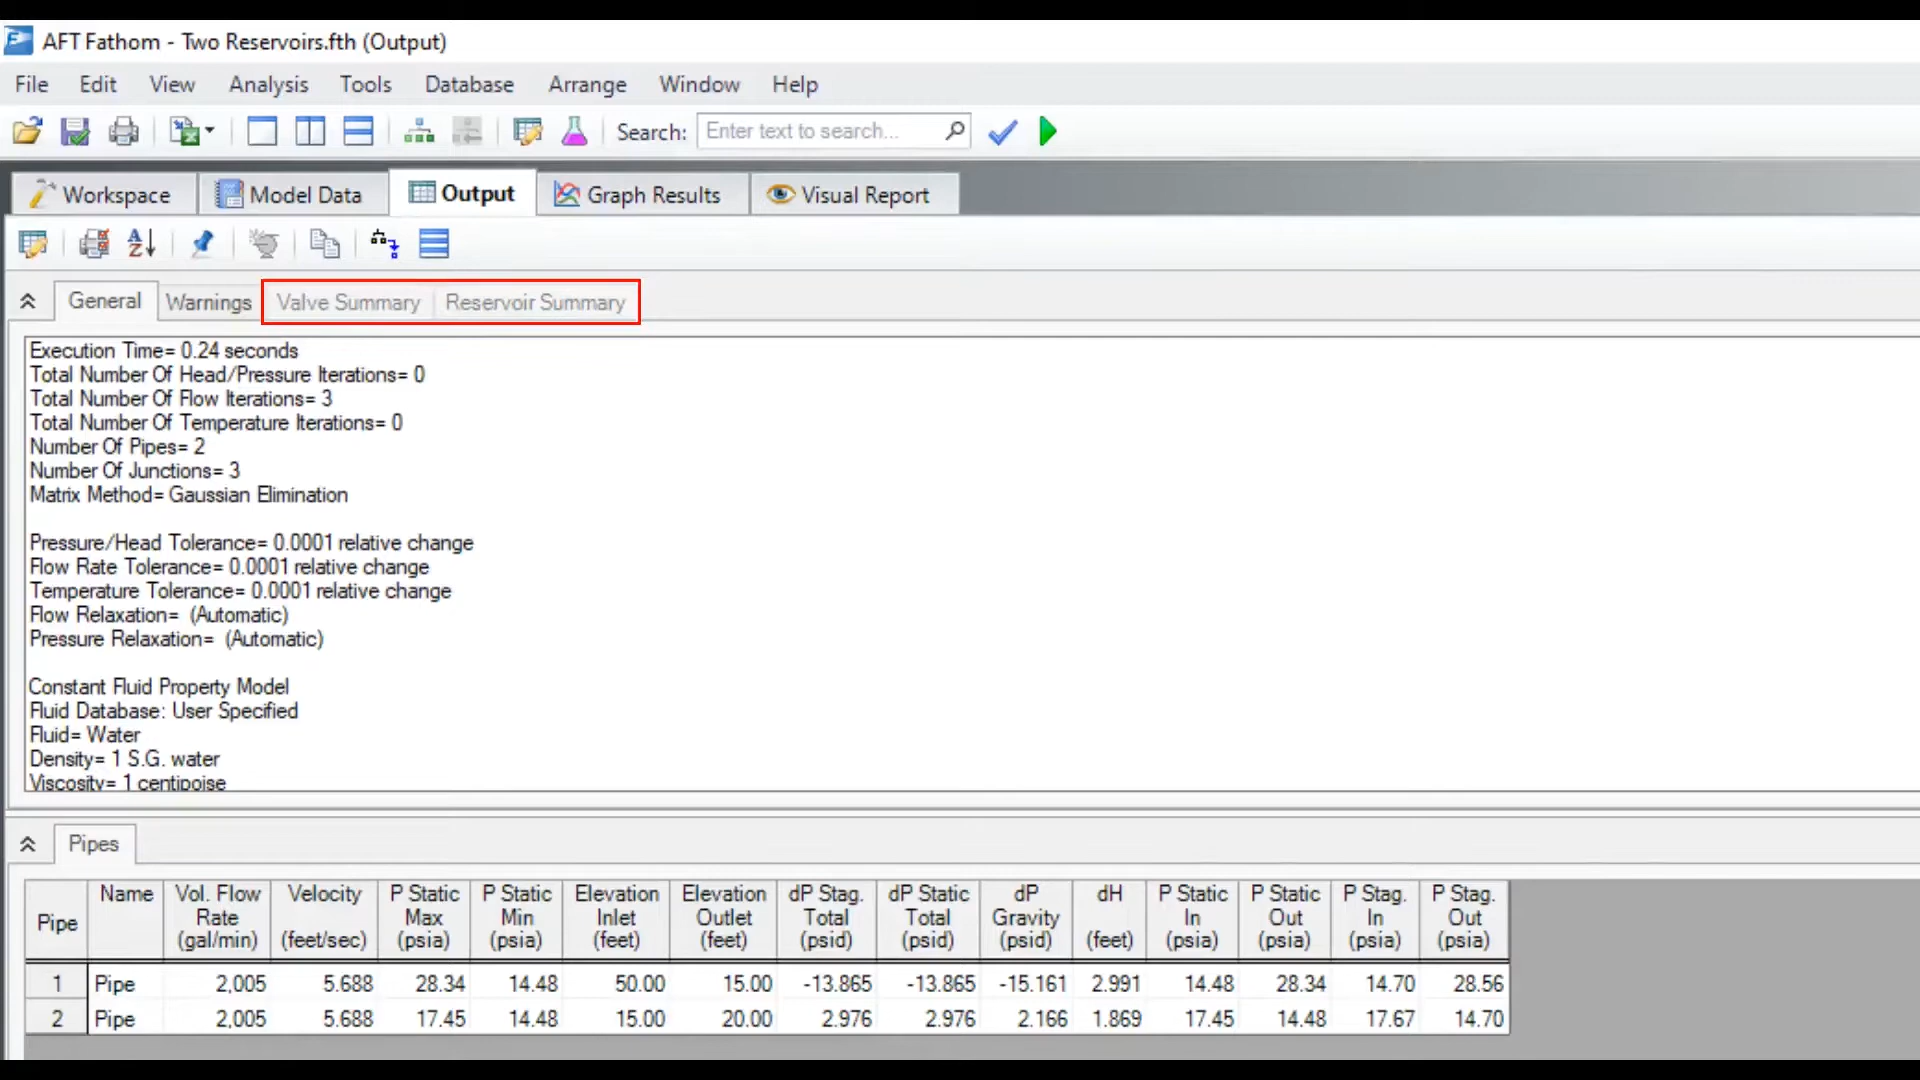 AFT Fathom - Two Reservoirs.fth (Output)
File Edit View Analysis Tools Database Arrange Window Help
Search: Enter text to search...
Workspace Model Data Output Graph Results Visual Report
General Warnings Valve Summary Reservoir Summary
Execution Time= 0.24 seconds
Total Number Of Head/Pressure Iterations= 0
Total Number Of Flow Iterations= 3
Total Number Of Temperature Iterations= 0
Number Of Pipes= 2
Number Of Junctions= 3
Matrix Method= Gaussian Elimination
Pressure/Head Tolerance= 0.0001 relative change
Flow Rate Tolerance= 0.0001 relative change
Temperature Tolerance= 0.0001 relative change
Flow Relaxation= (Automatic)
Pressure Relaxation= (Automatic)
Constant Fluid Property Model
Fluid Database: User Specified
Fluid= Water
Density= 1 S.G. water
Viscosity= 1 centipoise
Pipes
Name Vol. Flow Velocity P Static P Static Elevation Elevation dP Stag. dP Static dP dH P Static P Static P Stag. P Stag.
Pipe Rate Max Min Inlet Outlet Total Total Gravity In Out In Out
(gal/min) (feet/sec) (psia) (psia) (feet) (feet) (psid) (psid) (psid) (feet) (psia) (psia) (psia) (psia)
1 Pipe 2,005 5.688 28.34 14.48 50.00 15.00 -13.865 -13.865 -15.161 2.991 14.48 28.34 14.70 28.56
2 Pipe 2,005 5.688 17.45 14.48 15.00 20.00 2.976 2.976 2.166 1.869 17.45 14.48 17.67 14.70